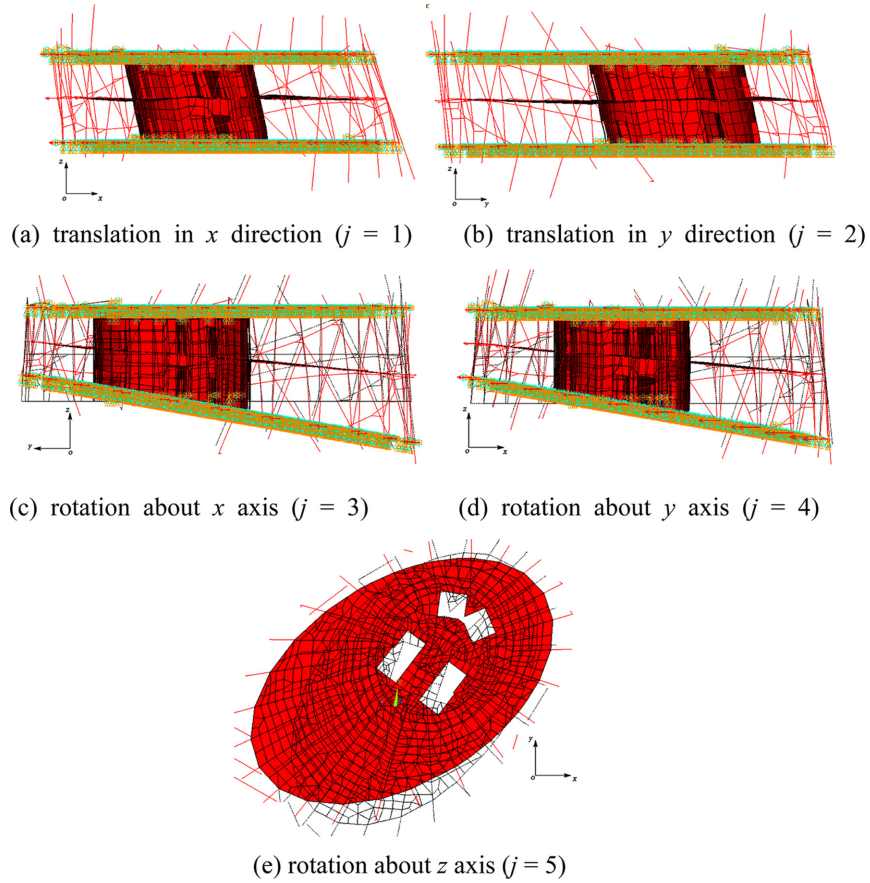 z
o
x
z
o
y
(a) translation in x direction (j = 1)
(b) translation in y direction (j = 2)
z
y
o
z
o
x
(c) rotation about x axis (j = 3)
(d) rotation about y axis (j = 4)
y
o
x
(e) rotation about z axis (j = 5)